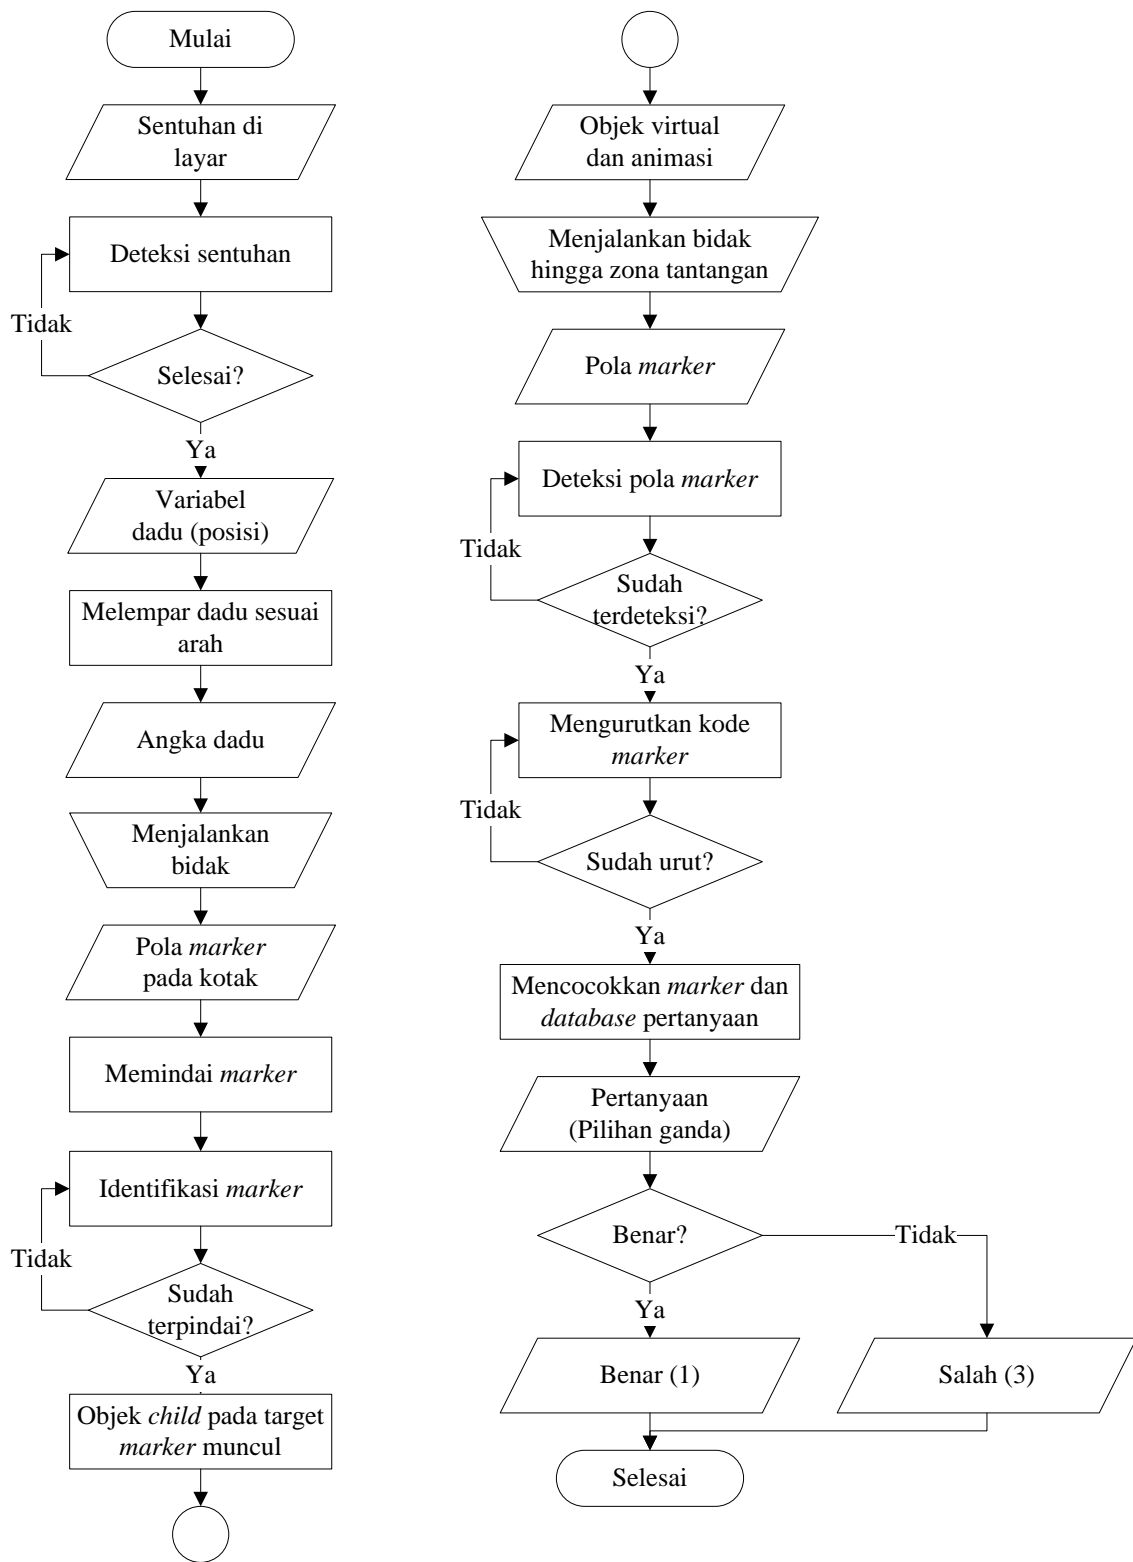 Mulai
Sentuhan di
layar
Deteksi sentuhan
Tidak
Selesai?
Ya
Variabel
dadu (posisi)
Melempar dadu sesuai
arah
Angka dadu
Menjalankan
bidak
Pola marker
pada kotak
Memindai marker
Identifikasi marker
Tidak
Sudah
terpindai?
Ya
Objek child pada target
marker muncul
Objek virtual
dan animasi
Menjalankan bidak
hingga zona tantangan
Pola marker
Deteksi pola marker
Tidak
Sudah
terdeteksi?
Ya
Mengurutkan kode
marker
Tidak
Sudah urut?
Ya
Mencocokkan marker dan
database pertanyaan
Pertanyaan
(Pilihan ganda)
Benar?
Tidak
Ya
Benar (1)
Salah (3)
Selesai